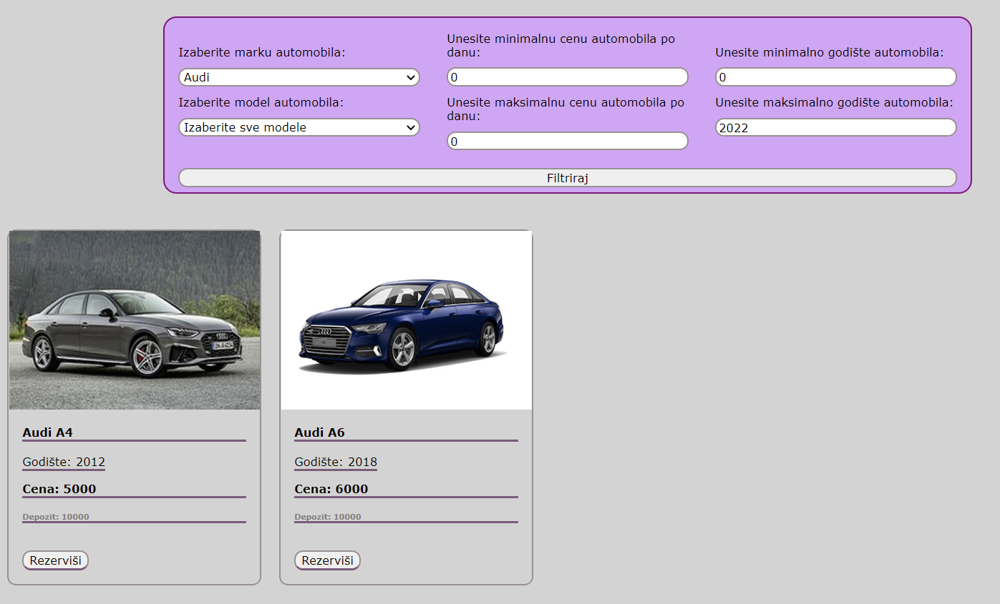 Izaberite marku automobila:
Audi
Izaberite model automobila:
Izaberite sve modele
Unesite minimalnu cenu automobila po
danu:
0
Unesite maksimalnu cenu automobila po
danu:
0
Unesite minimalno godište automobila:
0
Unesite maksimalno godište automobila:
2022
Filtriraj
Audi A4
Godište: 2012
Cena: 5000
Depozit: 10000
Rezerviši
Audi A6
Godište: 2018
Cena: 6000
Depozit: 10000
Rezerviši